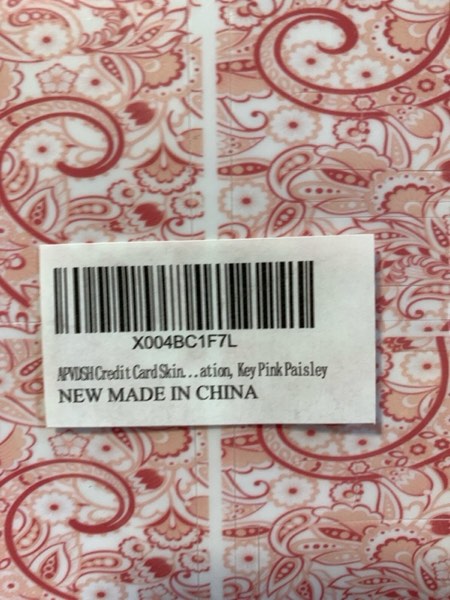 X004BC1F7L
APVDSH Credit Card Skin...ation, Key Pink Paisley
NEW MADE IN CHINA